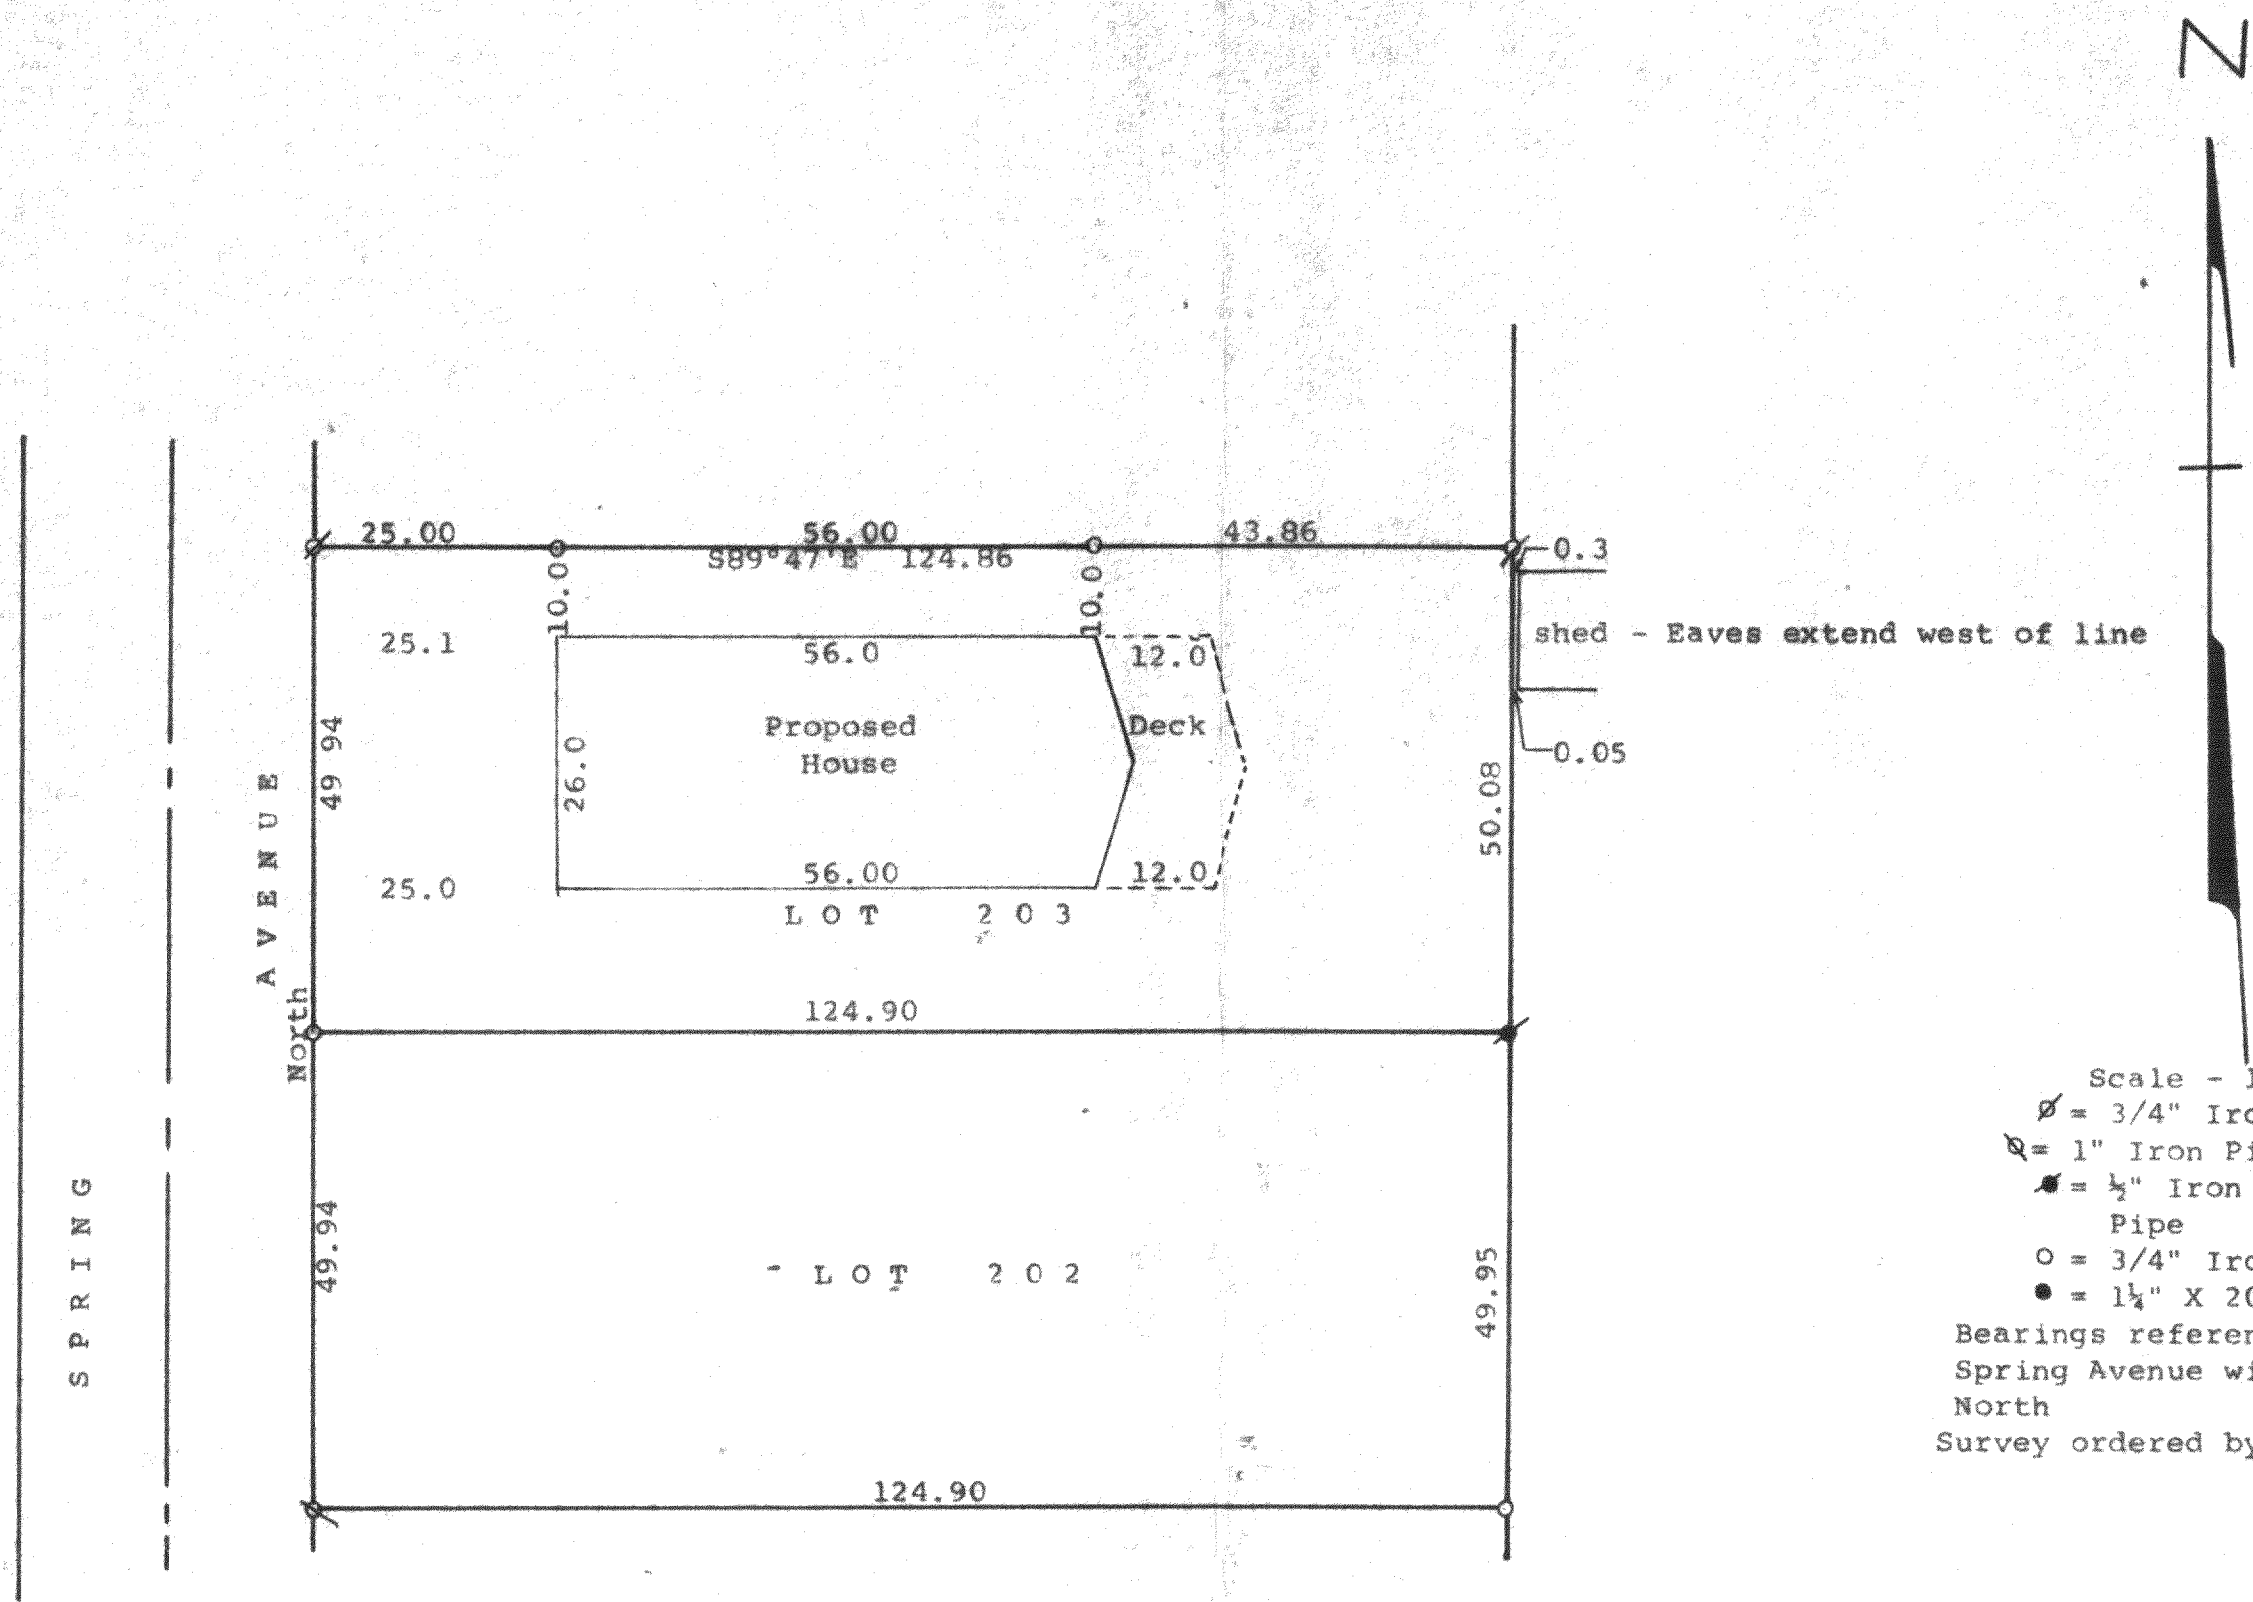 N
25.00
56.00
43.86
S89°47'E 124.86
0.3
10.0
10.0
25.1
56.0
12.0
shed - Eaves extend west of line
49 94
Proposed
House
Deck
26.0
0.05
50.08
AVENUE
25.0
56.00
12.0
LOT 203
North
124.90
Scale - 1
Ø = 3/4" Iro
= 1" Iron Pi
= ½" Iron
Pipe
○ = 3/4" Iro
● = 1¼" X 20
Bearings referen
Spring Avenue wi
North
Survey ordered by
SPRING
49.94
- LOT 202
49.95
124.90